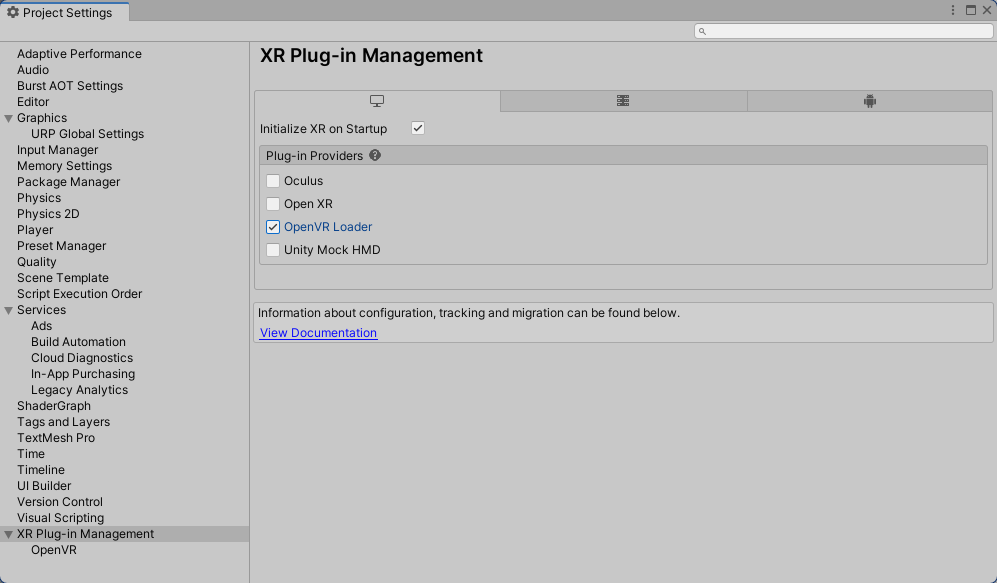 Project Settings
Adaptive Performance
Audio
Burst AOT Settings
Editor
Graphics
URP Global Settings
Input Manager
Memory Settings
Package Manager
Physics
Physics 2D
Player
Preset Manager
Quality
Scene Template
Script Execution Order
Services
Ads
Build Automation
Cloud Diagnostics
In-App Purchasing
Legacy Analytics
ShaderGraph
Tags and Layers
TextMesh Pro
Time
Timeline
UI Builder
Version Control
Visual Scripting
XR Plug-in Management
OpenVR
XR Plug-in Management
Initialize XR on Startup
Plug-in Providers ?
Oculus
Open XR
OpenVR Loader
Unity Mock HMD
Information about configuration, tracking and migration can be found below.
View Documentation